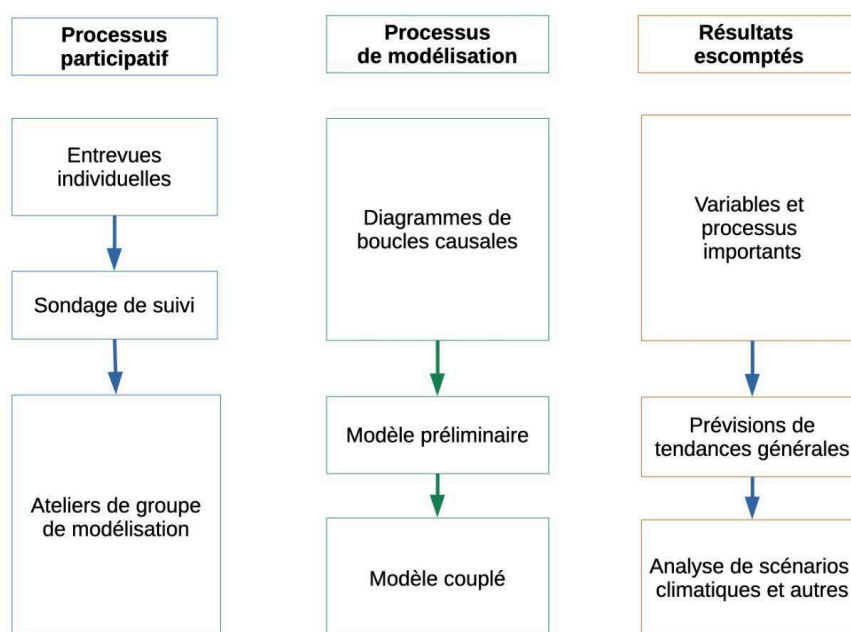 Processus
participatif
Entrevues
individuelles
Sondage de suivi
Ateliers de groupe
de modélisation
Processus
de modélisation
Diagrammes de
boucles causales
Modèle préliminaire
Modèle couplé
Résultats
escomptés
Variables et
processus
importants
Prévisions de
tendances générales
Analyse de scénarios
climatiques et autres